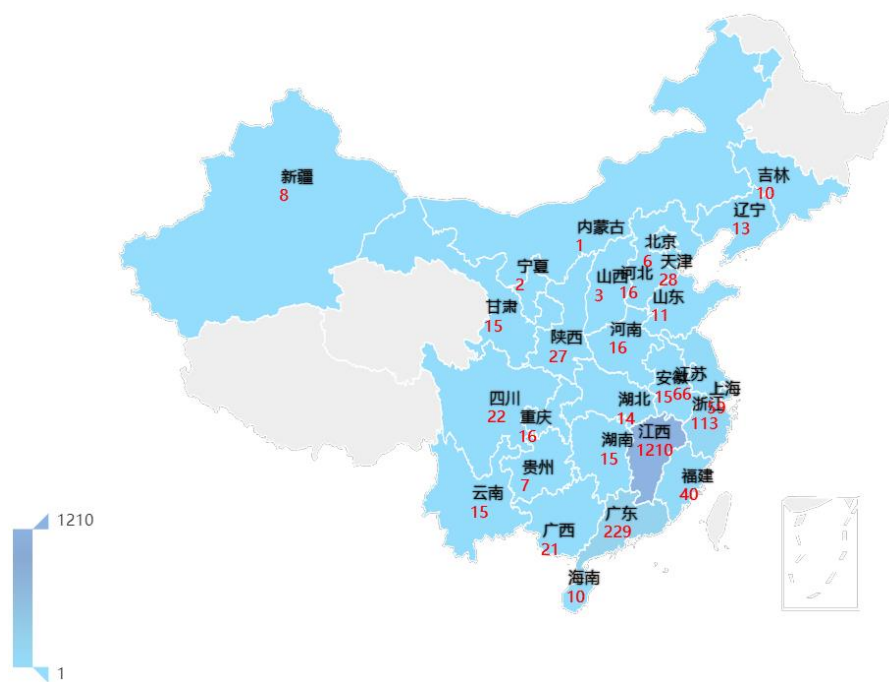 新疆
8
吉林
10
辽宁
13
内蒙古
1
北京
6
天津
28
宁夏
2
山西
3
河北
16
山东
11
甘肃
15
陕西
27
河南
16
安徽
15
江苏
66
上海
浙江
113
四川
22
重庆
16
湖北
14
湖南
15
江西
1210
贵州
7
福建
40
云南
15
广东
229
广西
21
海南
10
1210
1